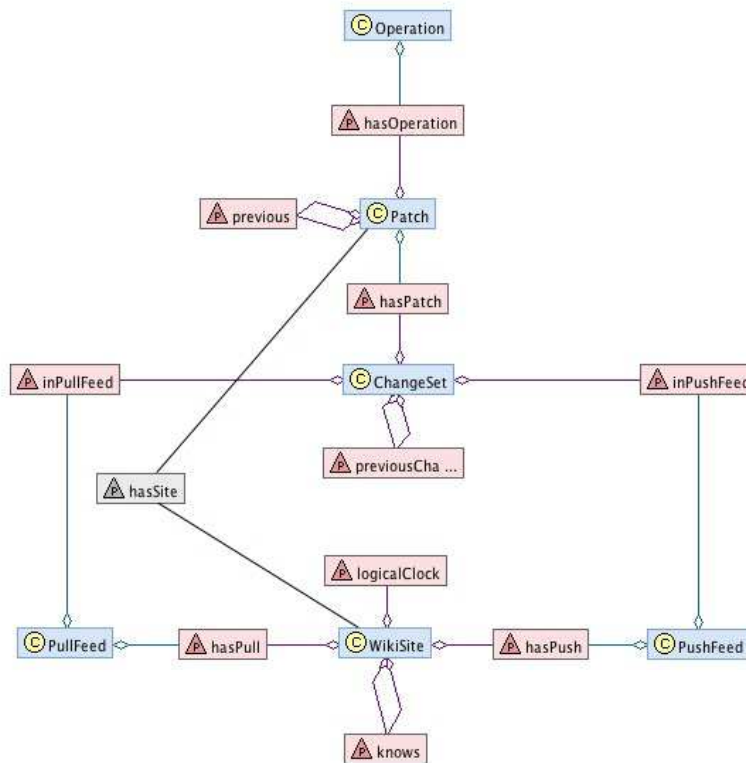 C Operation
P hasOperation
P previous
C Patch
P hasPatch
P inPullFeed
C ChangeSet
P inPushFeed
P previousCha ...
P hasSite
P logicalClock
C PullFeed
P hasPull
C WikiSite
P hasPush
C PushFeed
P knows